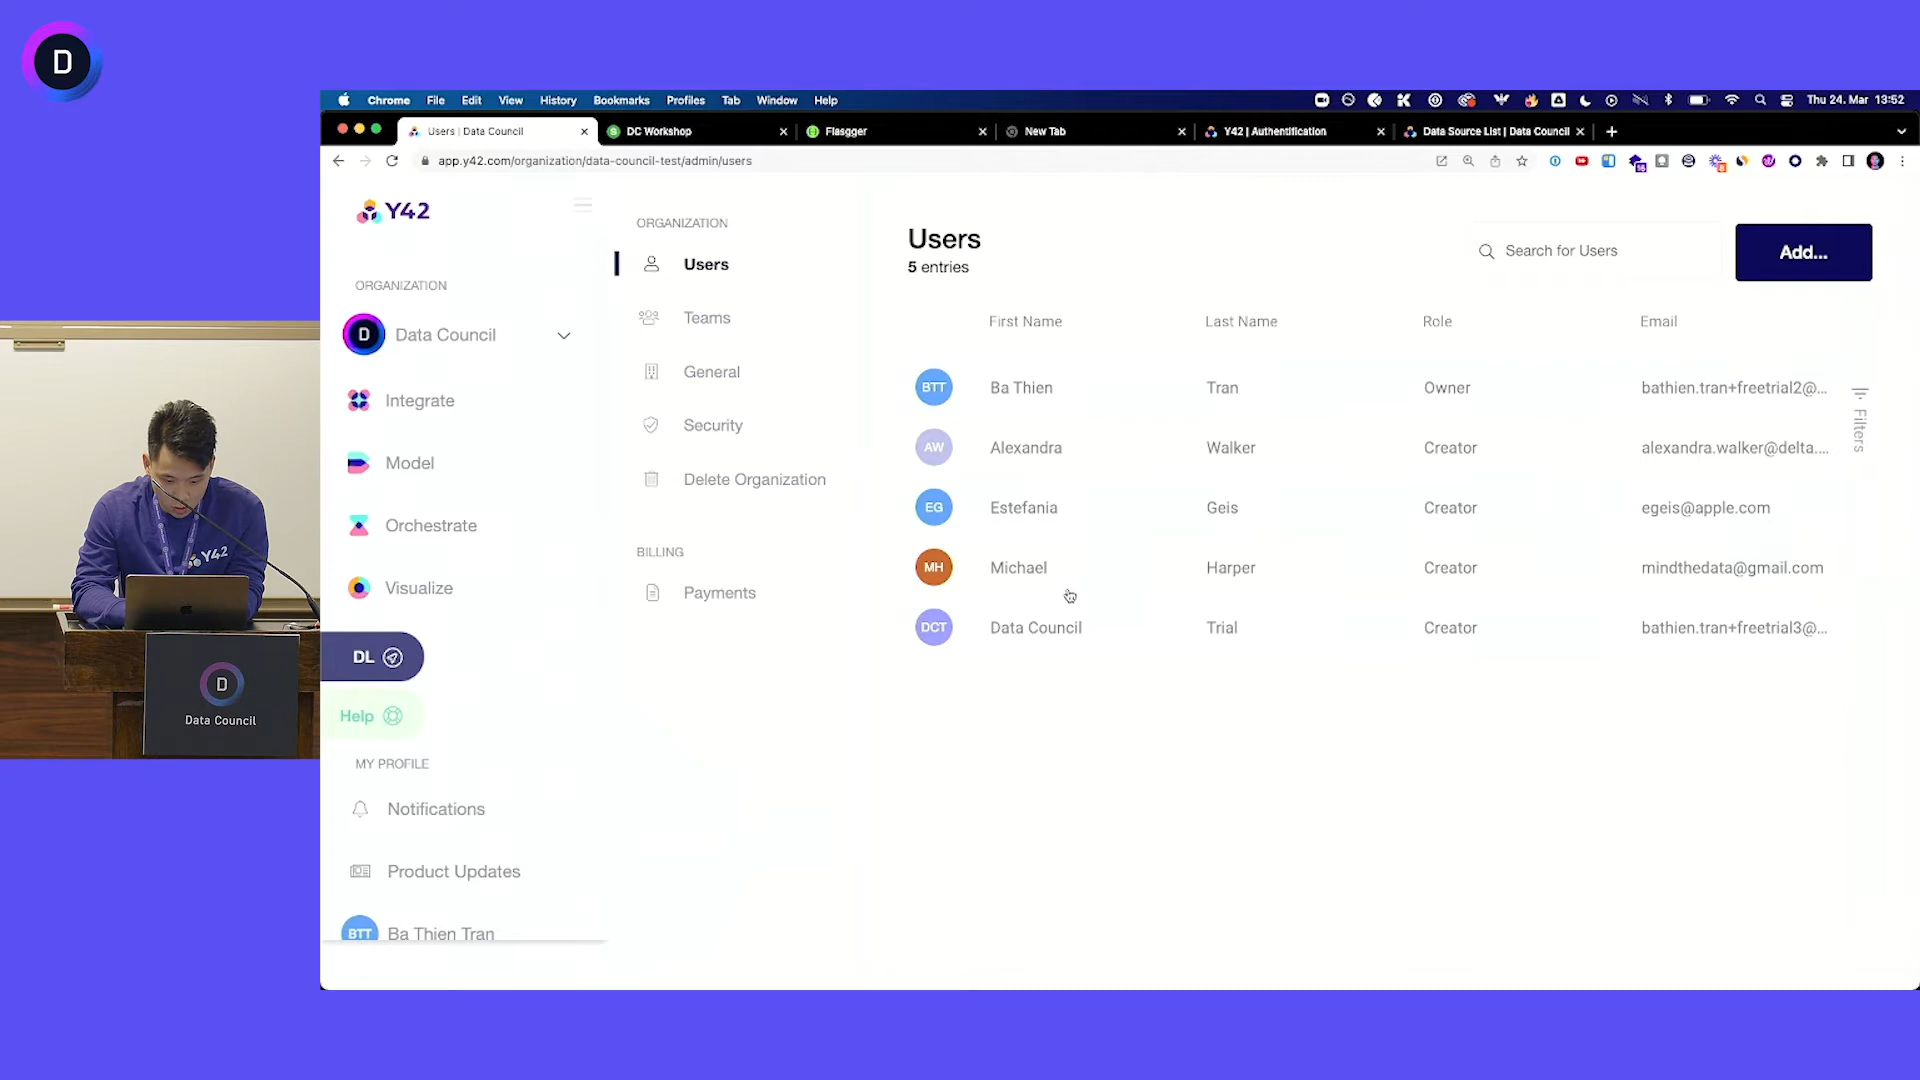 D
Chrome File Edit View History Bookmarks Profiles Tab Window Help
Thu 24. Mar 13:52
Users | Data Council
DC Workshop
Flasgger
New Tab
Y42 | Authentification
Data Source List | Data Council
app.y42.com/organization/data-council-test/admin/users
Y42
ORGANIZATION
D Data Council
Integrate
Model
Orchestrate
Visualize
DL
Help
MY PROFILE
Notifications
Product Updates
BTT Ba Thien Tran
ORGANIZATION
Users
Teams
General
Security
Delete Organization
BILLING
Payments
Users
5 entries
Search for Users
Add...
First Name Last Name Role Email
BTT Ba Thien Tran Owner bathien.tran+freetrial2@...
AW Alexandra Walker Creator alexandra.walker@delta....
EG Estefania Geis Creator egeis@apple.com
MH Michael Harper Creator mindthedata@gmail.com
DCT Data Council Trial Creator bathien.tran+freetrial3@...
Filters
Y42
D
Data Council